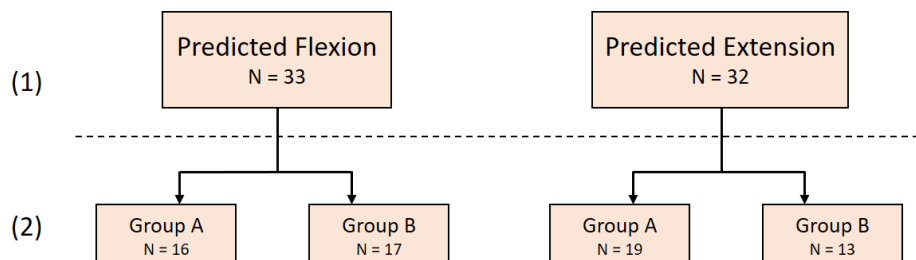 Predicted Flexion
N = 33
Predicted Extension
N = 32
(1)
(2)
Group A
N = 16
Group B
N = 17
Group A
N = 19
Group B
N = 13